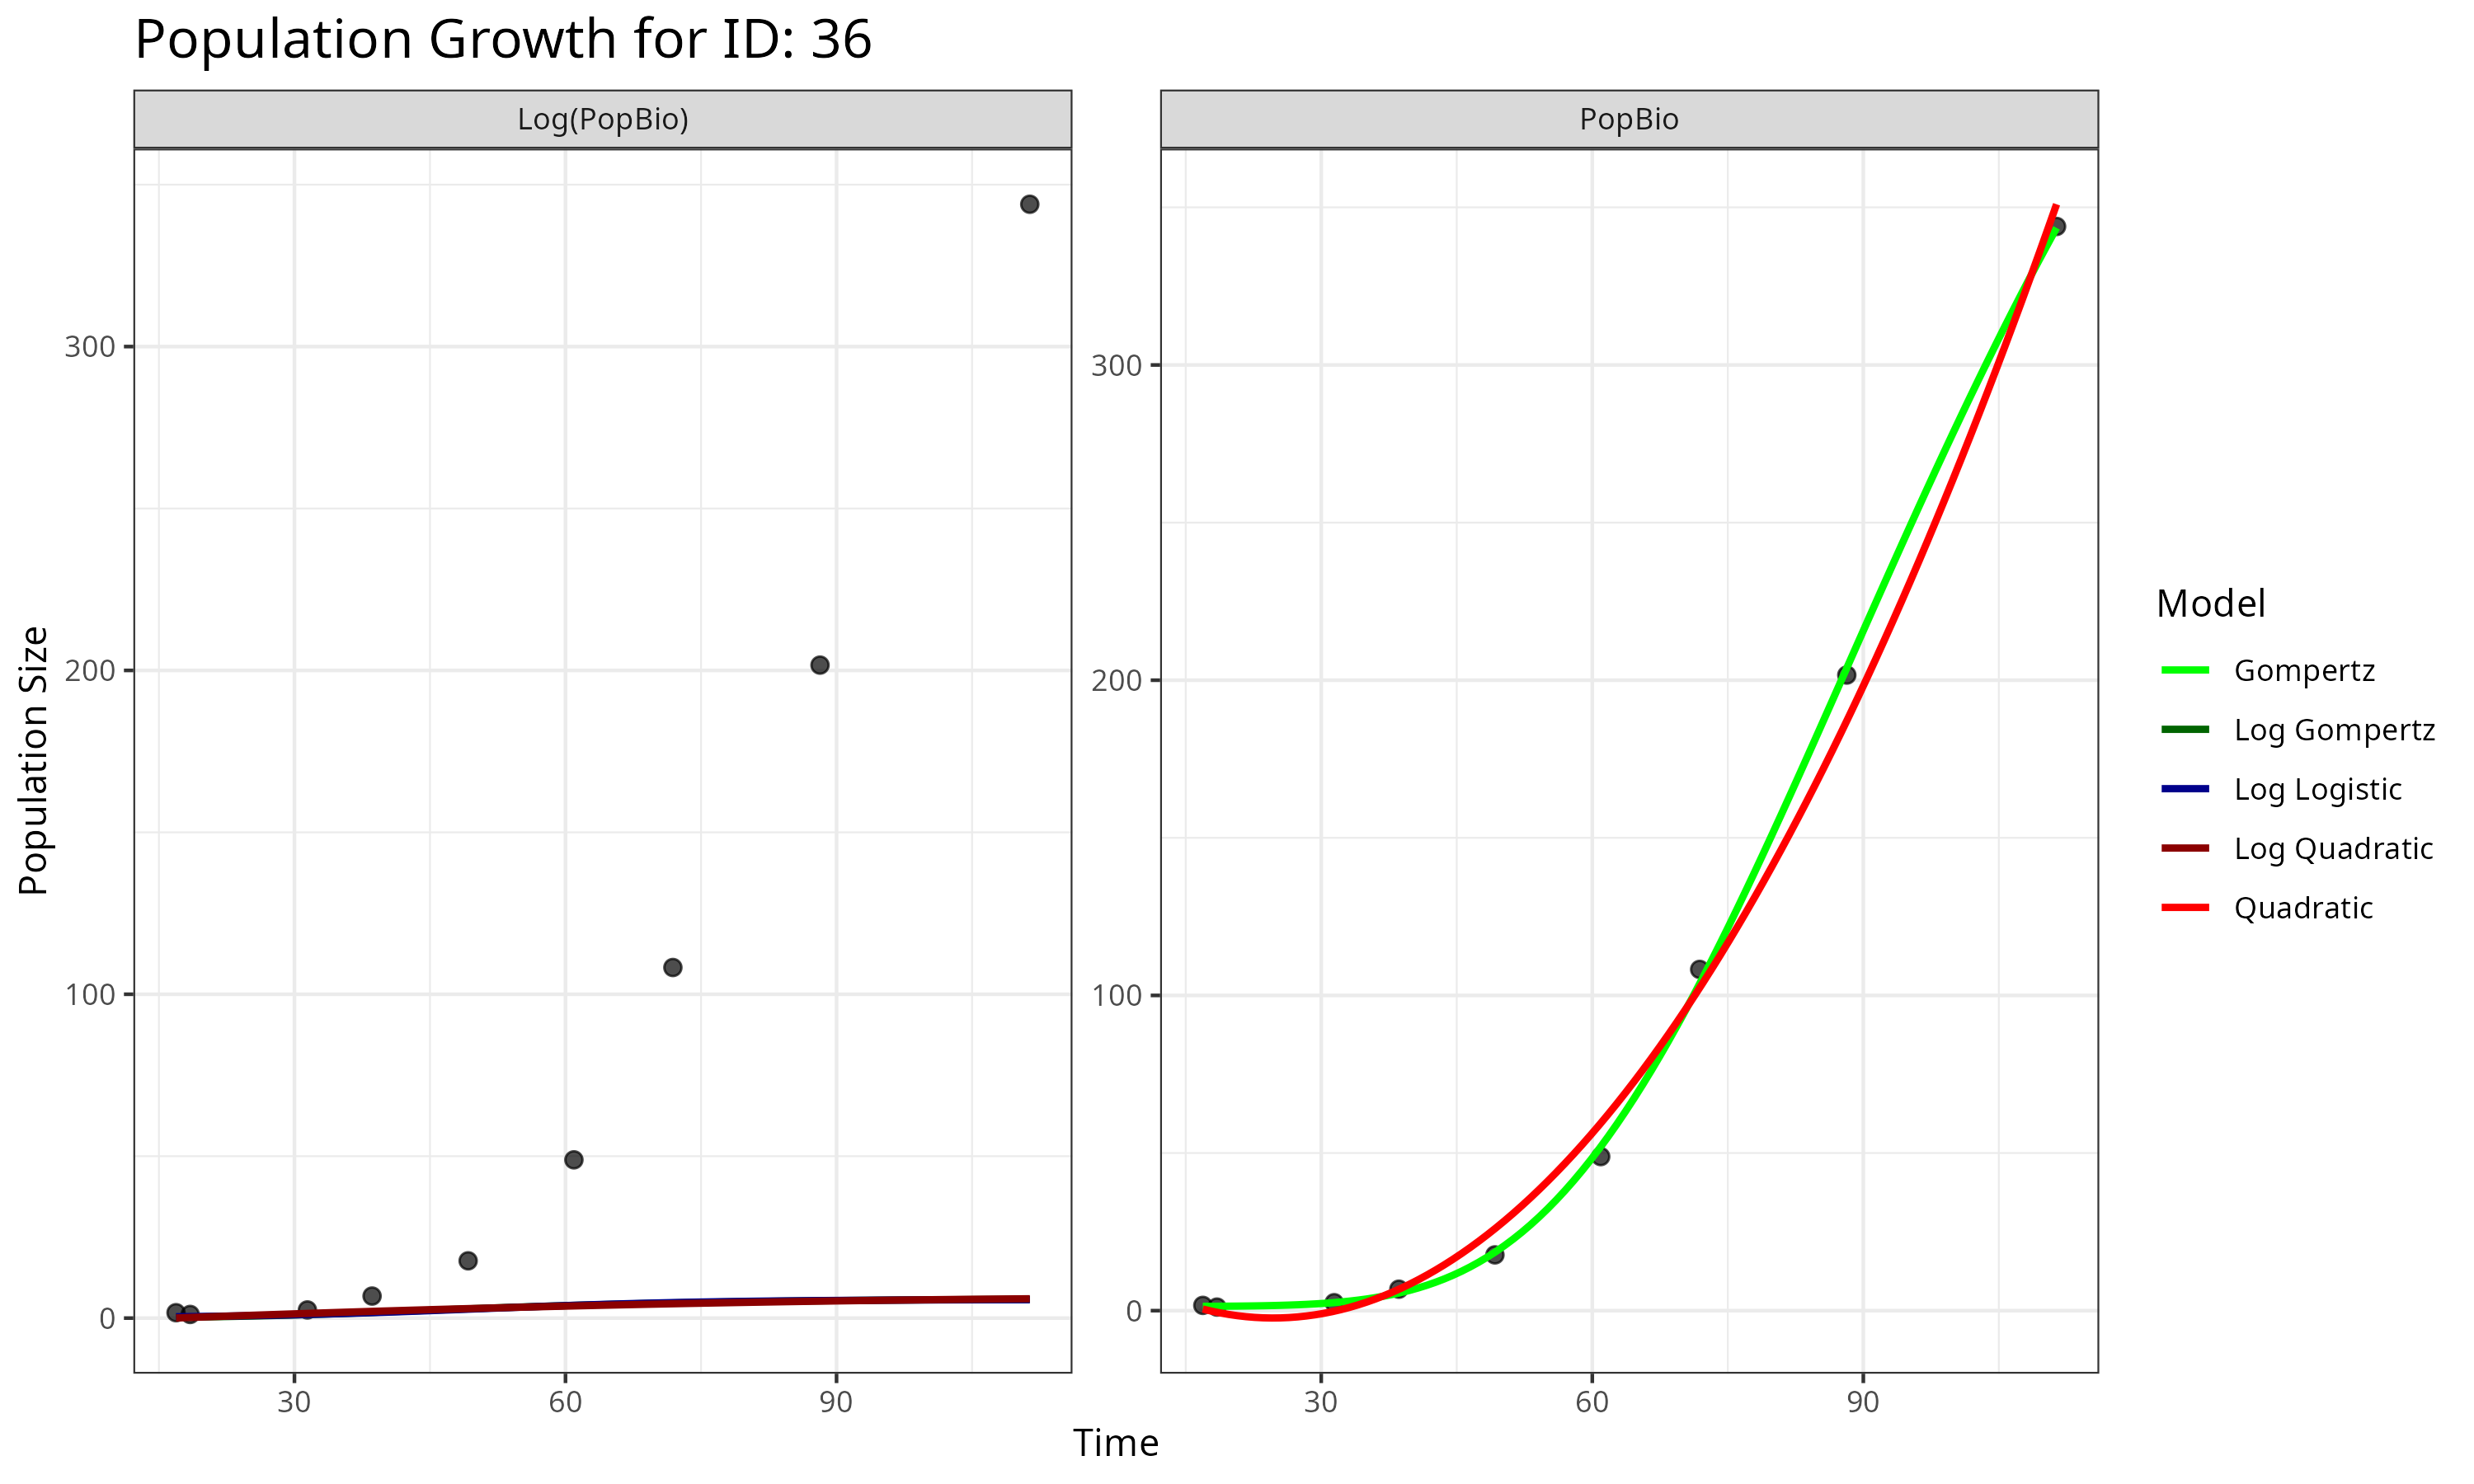 Population Growth for ID: 36
Log(PopBio)
PopBio
Population Size
300
200
100
0
300
200
100
0
30
60
90
30
60
90
Time
Model
Gompertz
Log Gompertz
Log Logistic
Log Quadratic
Quadratic